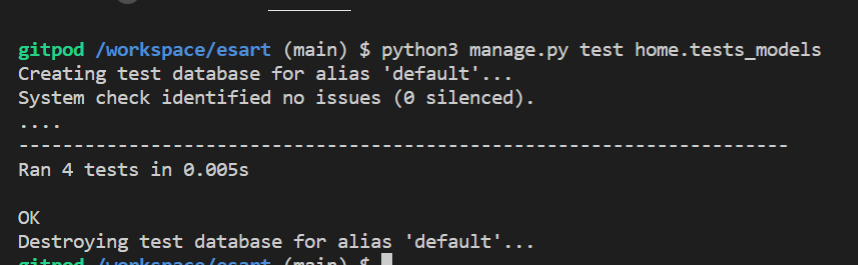 gitpod /workspace/esart (main) $ python3 manage.py test home.tests_models
Creating test database for alias 'default'...
System check identified no issues (0 silenced).
....
----------------------------------------------------------------------
Ran 4 tests in 0.005s
OK
Destroying test database for alias 'default'...
gitpod /workspace/esart (main) $